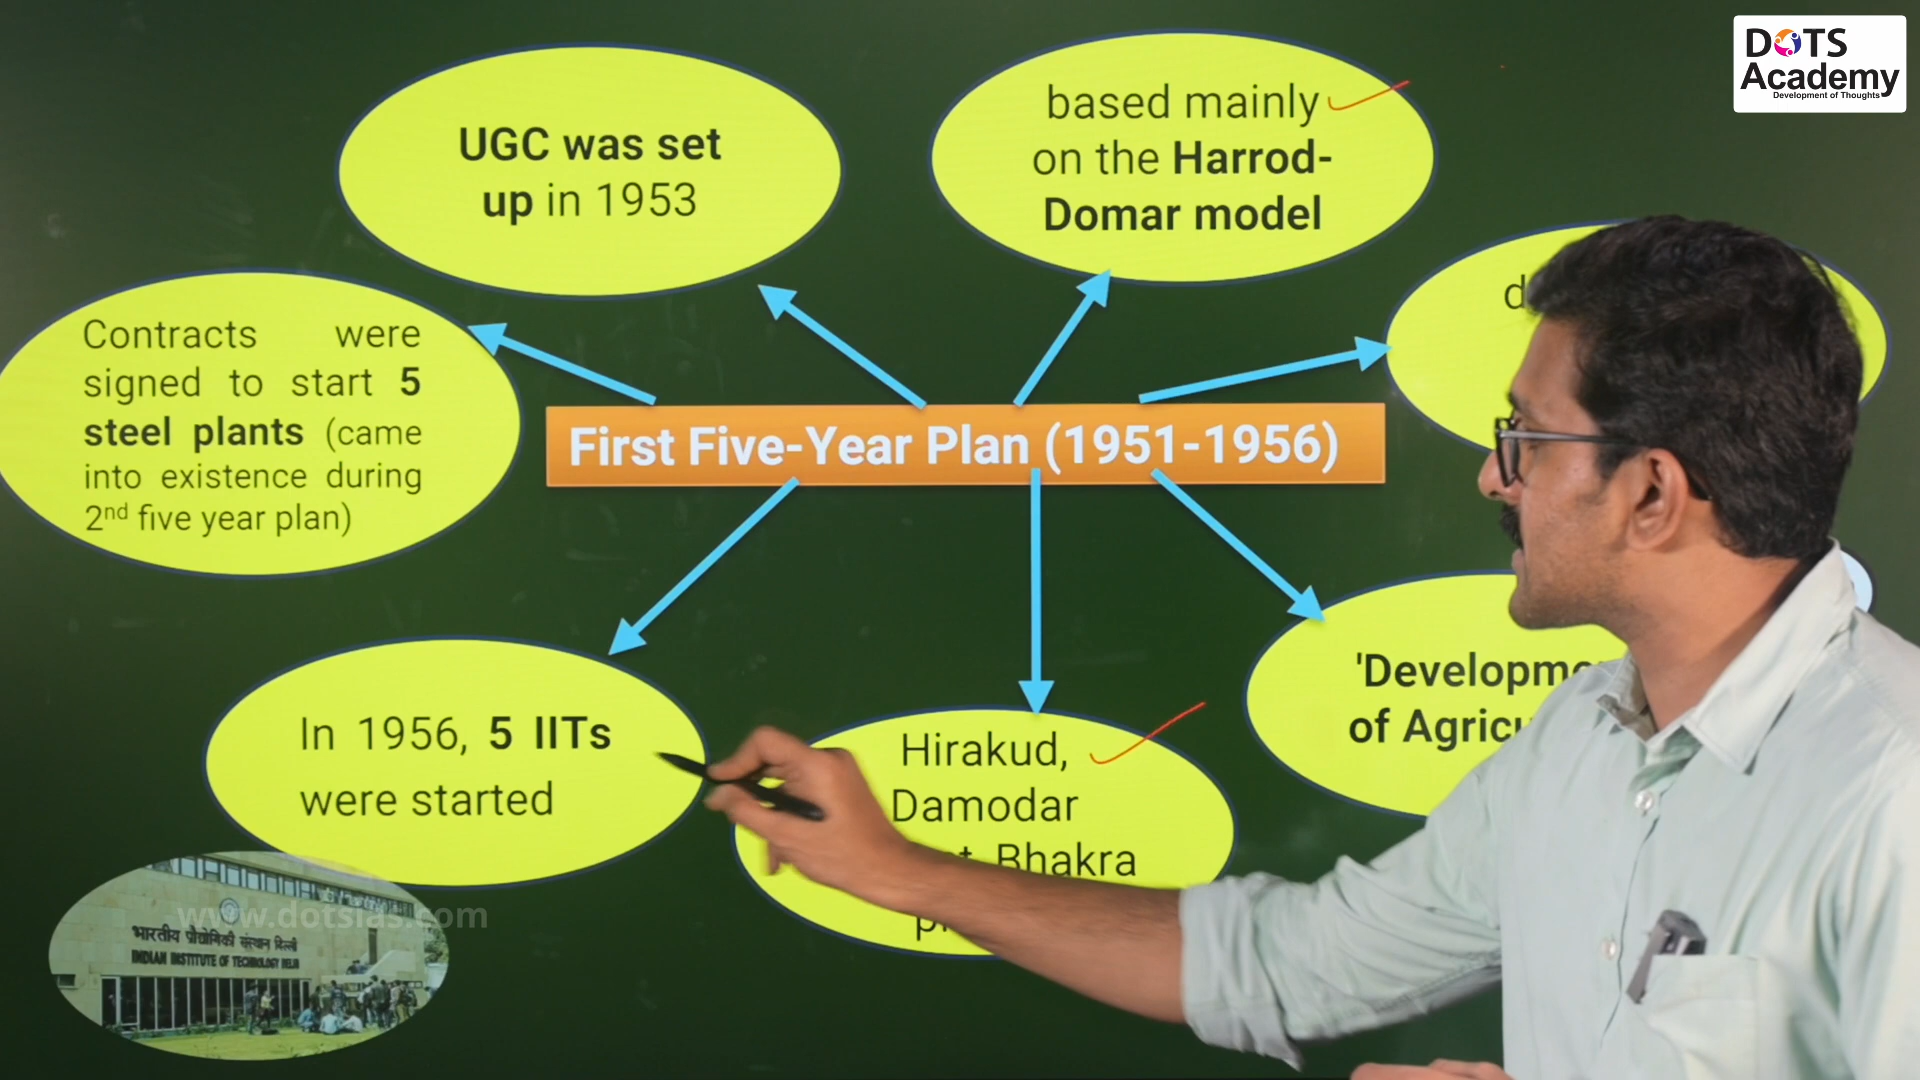 DOTS
Academy
Development of Thoughts
UGC was set
up in 1953
based mainly
on the Harrod-
Domar model
Contracts were
signed to start 5
steel plants (came
into existence during
2nd five year plan)
First Five-Year Plan (1951-1956)
In 1956, 5 IITs
were started
Hirakud,
Damodar
Bhakra
of
www.dotsias.com
भारतीय प्रौद्योगिकी संस्थान दिल्ली
INDIAN INSTITUTE OF TECHNOLOGY DELHI